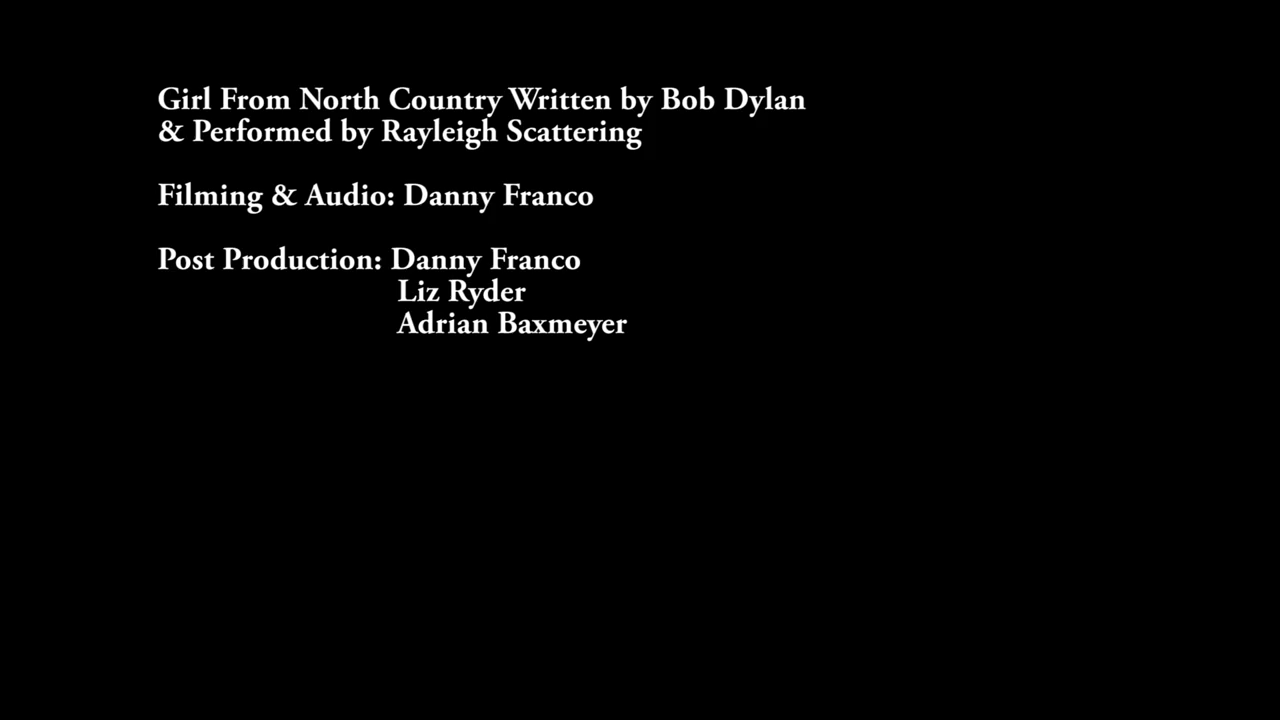 Girl From North Country Written by Bob Dylan
& Performed by Rayleigh Scattering
Filming & Audio: Danny Franco
Post Production: Danny Franco
Liz Ryder
Adrian Baxmeyer